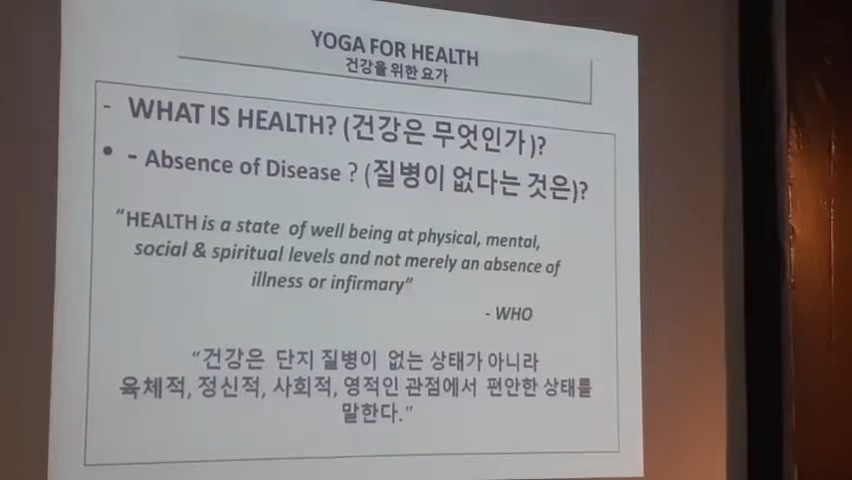 YOGA FOR HEALTH
건강을 위한 요가
- WHAT IS HEALTH? (건강은 무엇인가)?
• - Absence of Disease ? (질병이 없다는 것은)?
“HEALTH is a state of well being at physical, mental,
social & spiritual levels and not merely an absence of
illness or infirmary”
- WHO
“건강은 단지 질병이 없는 상태가 아니라
육체적, 정신적, 사회적, 영적인 관점에서 편안한 상태를
말한다.”